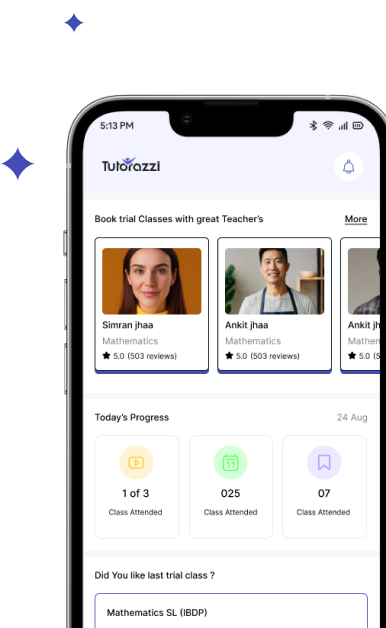 5:13 PM
Tutorazzi
Book trial Classes with great Teacher's
More
Simran jhaa
Mathematics
★ 5.0 (503 reviews)
Ankit jhaa
Mathematics
★ 5.0 (503 reviews)
Ankit jh
Mathem
★ 5.0 (5
Today's Progress
24 Aug
1 of 3
Class Attended
11
025
Class Attended
07
Class Attended
Did You like last trial class ?
Mathematics SL (IBDP)